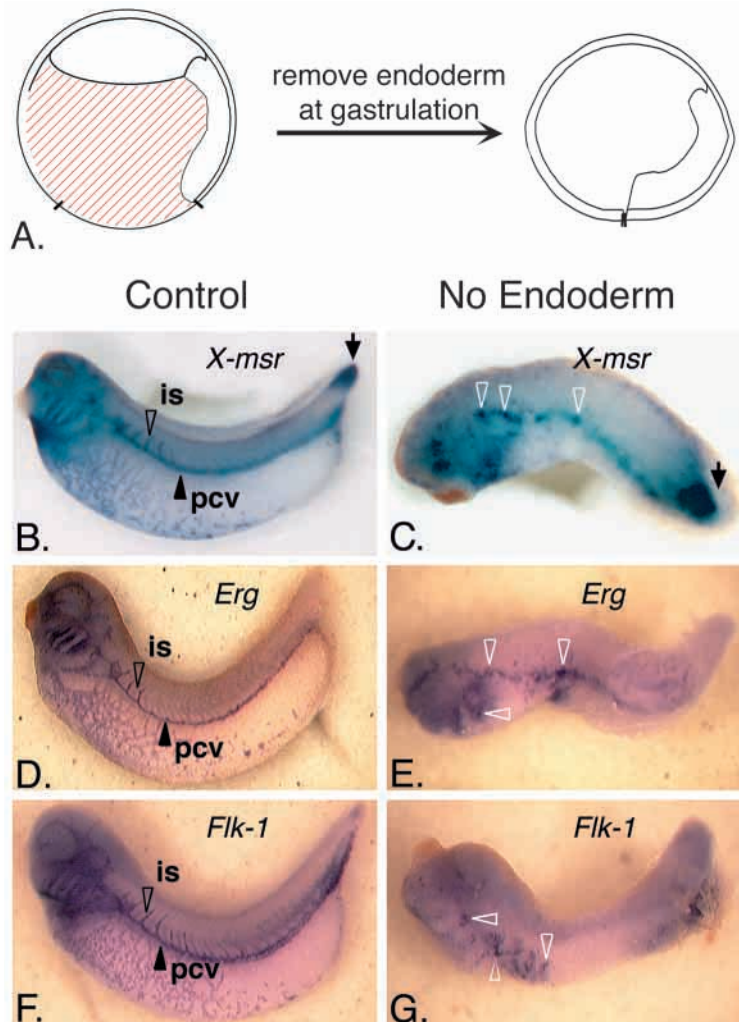 remove endoderm
at gastrulation
A.
Control
No Endoderm
X-msr
is
pcv
B.
X-msr
C.
Erg
is
pcv
D.
Erg
E.
Flk-1
is
pcv
F.
Flk-1
G.